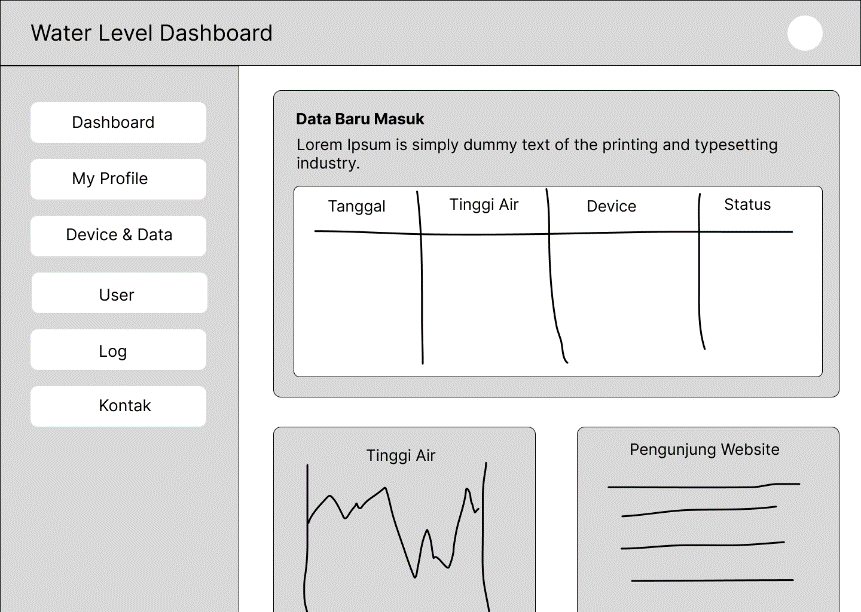 Water Level Dashboard
Dashboard
My Profile
Device & Data
User
Log
Kontak
Data Baru Masuk
Lorem Ipsum is simply dummy text of the printing and typesetting
industry.
Tanggal Tinggi Air Device Status
Tinggi Air
Pengunjung Website